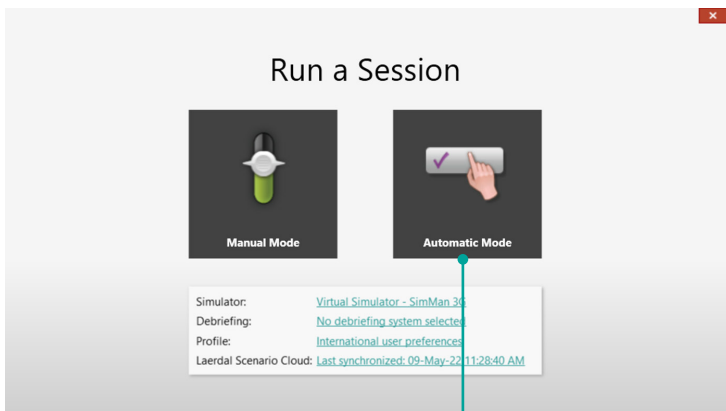 Run a Session
Manual Mode
Automatic Mode
Simulator: Virtual Simulator - SimMan 3G
Debriefing: No debriefing system selected
Profile: International user preferences
Laerdal Scenario Cloud: Last synchronized: 09-May-22 11:28:40 AM